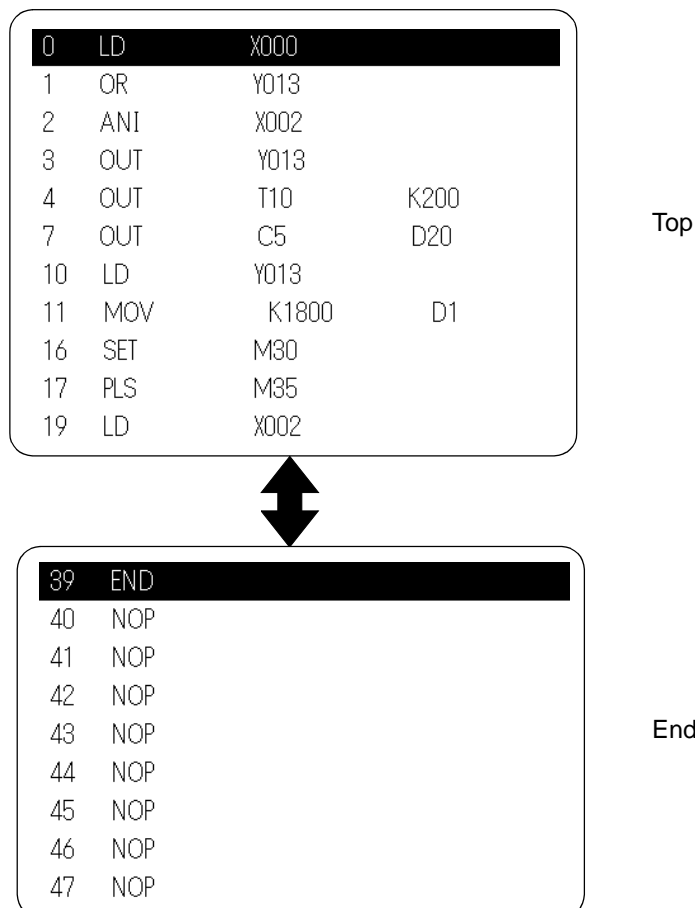 0 LD X000
1 OR Y013
2 ANI X002
3 OUT Y013
4 OUT T10 K200
7 OUT C5 D20
10 LD Y013
11 MOV K1800 D1
16 SET M30
17 PLS M35
19 LD X002
Top
39 END
40 NOP
41 NOP
42 NOP
43 NOP
44 NOP
45 NOP
46 NOP
47 NOP
End